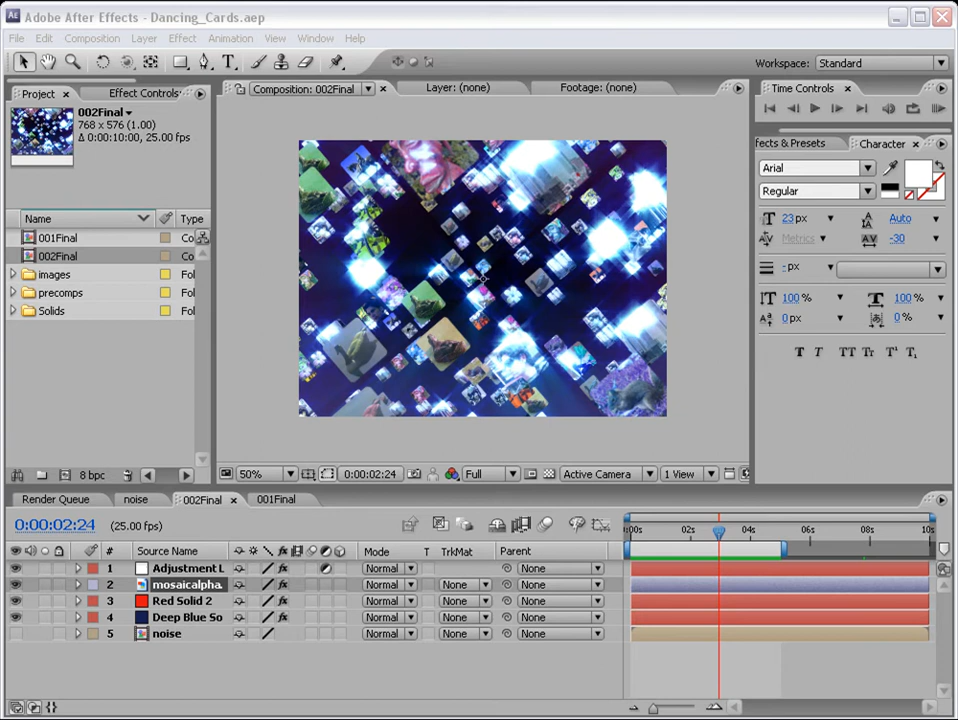 Adobe After Effects - Dancing_Cards.aep
File Edit Composition Layer Effect Animation View Window Help
Workspace: Standard
Project × Effect Controls
Composition: 002Final × Layer: (none) Footage: (none)
Time Controls ×
002Final
768 x 576 (1.00)
Δ 0:00:10:00, 25.00 fps
fects & Presets Character ×
Arial
Regular
23 px Auto
Metrics -30
- px
100 % 100 %
0 px 0 %
T T TT Tr T¹ T₁
Name Type
001Final Co
002Final Co
images Fol
precomps Fol
Solids Fol
8 bpc
50% 0:00:02:24 Full Active Camera 1 View
Render Queue noise 002Final × 001Final
0:00:02:24 (25.00 fps)
:00s 02s 04s 06s 08s 10s
# Source Name Mode T TrkMat Parent
1 Adjustment L Normal None
2 mosaicalpha. Normal None None
3 Red Solid 2 Normal None None
4 Deep Blue So Normal None None
5 noise Normal None None